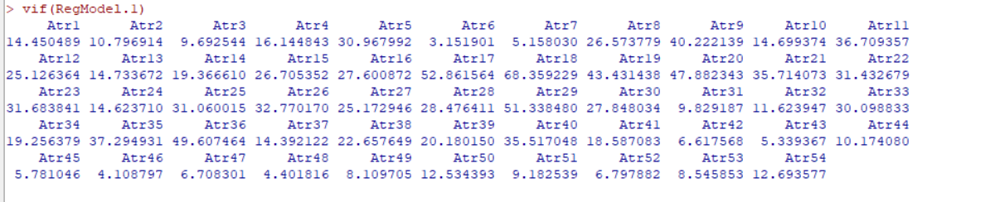 > vif(RegModel.1)
Atr1 Atr2 Atr3 Atr4 Atr5 Atr6 Atr7 Atr8 Atr9 Atr10 Atr11
14.450489 10.796914 9.692544 16.144843 30.967992 3.151901 5.158030 26.573779 40.222139 14.699374 36.709357
Atr12 Atr13 Atr14 Atr15 Atr16 Atr17 Atr18 Atr19 Atr20 Atr21 Atr22
25.126364 14.733672 19.366610 26.705352 27.600872 52.861564 68.359229 43.431438 47.882343 35.714073 31.432679
Atr23 Atr24 Atr25 Atr26 Atr27 Atr28 Atr29 Atr30 Atr31 Atr32 Atr33
31.683841 14.623710 31.060015 32.770170 25.172946 28.476411 51.338480 27.848034 9.829187 11.623947 30.098833
Atr34 Atr35 Atr36 Atr37 Atr38 Atr39 Atr40 Atr41 Atr42 Atr43 Atr44
19.256379 37.294931 49.607464 14.392122 22.657649 20.180150 35.517048 18.587083 6.617568 5.339367 10.174080
Atr45 Atr46 Atr47 Atr48 Atr49 Atr50 Atr51 Atr52 Atr53 Atr54
5.781046 4.108797 6.708301 4.401816 8.109705 12.534393 9.182539 6.797882 8.545853 12.693577